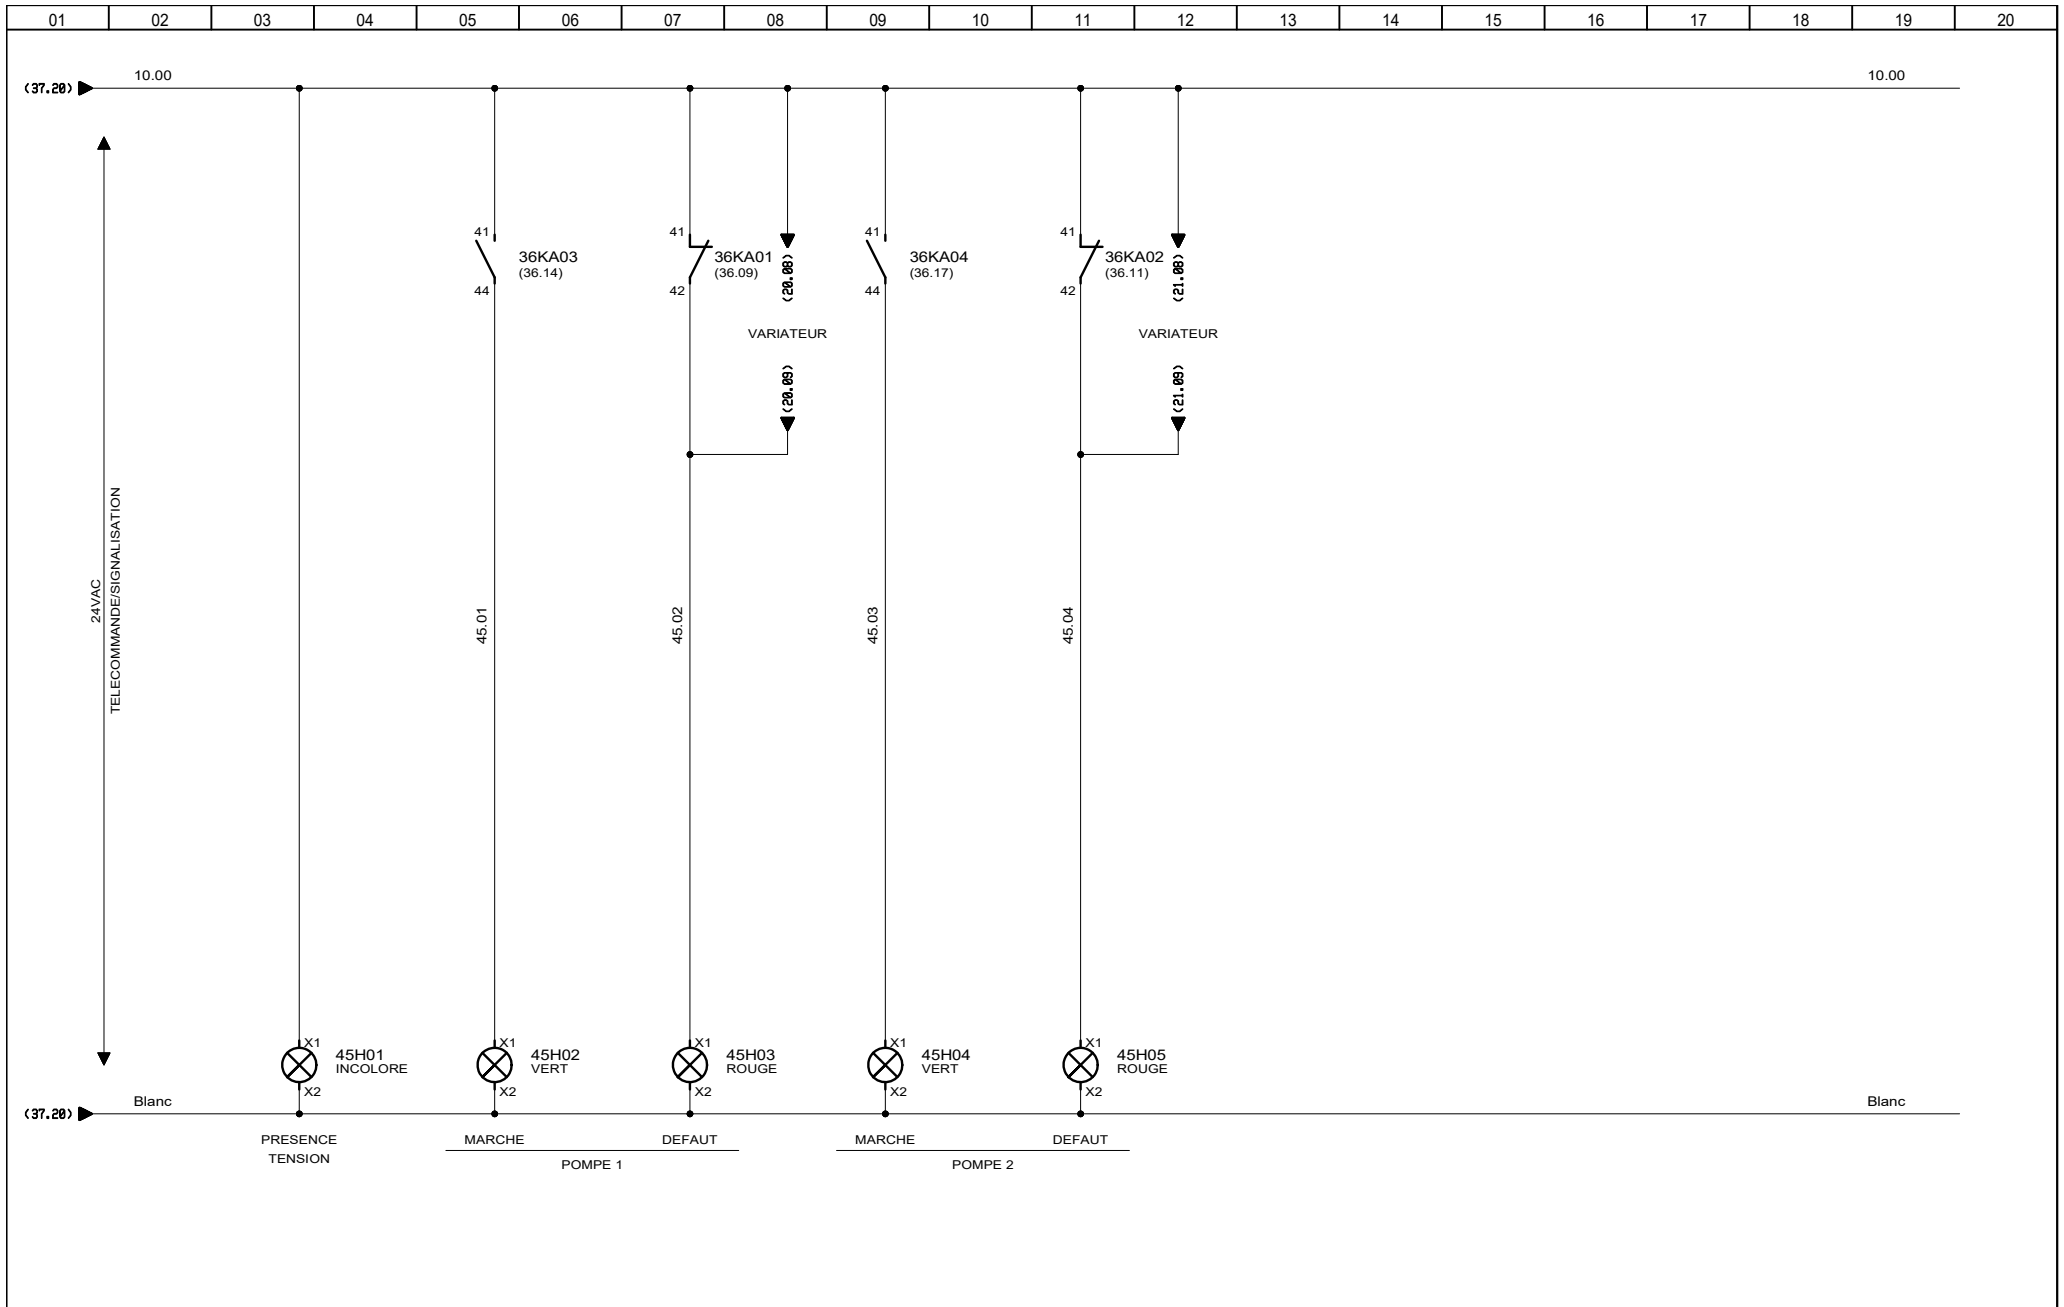 01 02 03 04 05 06 07 08 09 10 11 12 13 14 15 16 17 18 19 20
10.00 10.00
(37.20)
41 41 41 41
36KA03 36KA01 36KA04 36KA02
(36.14) (36.09) (36.17) (36.11)
(20.08) (21.08)
44 42 44 42
VARIATEUR VARIATEUR
(20.09) (21.09)
24VAC
TELECOMMANDE/SIGNALISATION
45.01 45.02 45.03 45.04
X1 X1 X1 X1 X1
45H01 45H02 45H03 45H04 45H05
INCOLORE VERT ROUGE VERT ROUGE
X2 X2 X2 X2 X2
Blanc Blanc
(37.20)
PRESENCE MARCHE DEFAUT MARCHE DEFAUT
TENSION
POMPE 1 POMPE 2